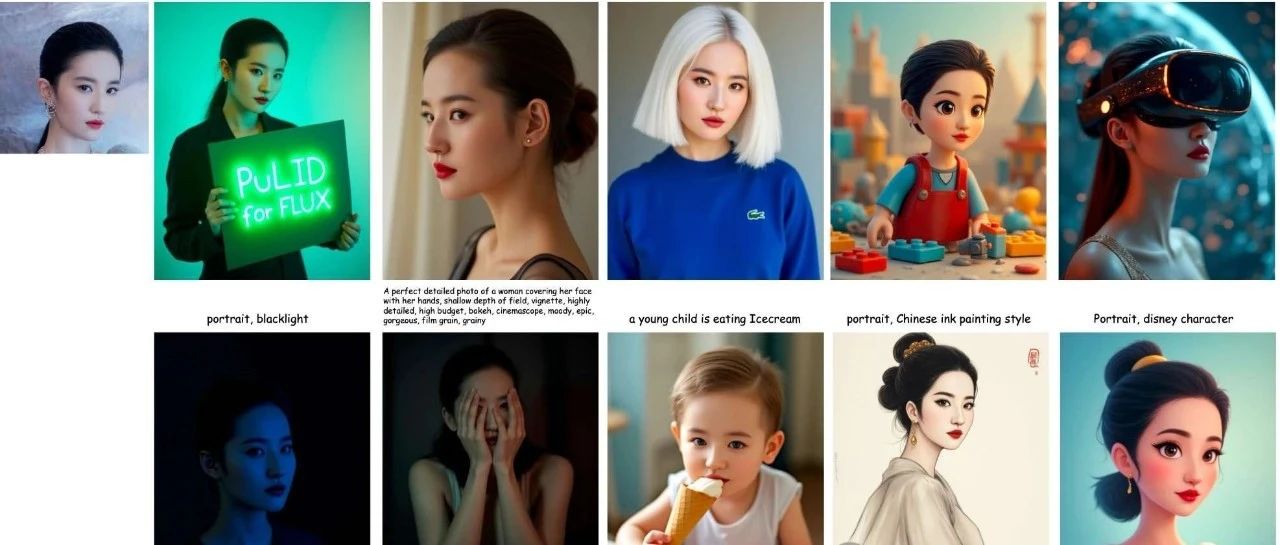 PuLID
for FLUX
A perfect detailed photo of a woman covering her face
with her hands, shallow depth of field, vignette, highly
detailed, high budget, bokeh, cinemascope, moody, epic,
gorgeous, film grain, grainy
portrait, blacklight
a young child is eating Icecream
portrait, Chinese ink painting style
Portrait, disney character